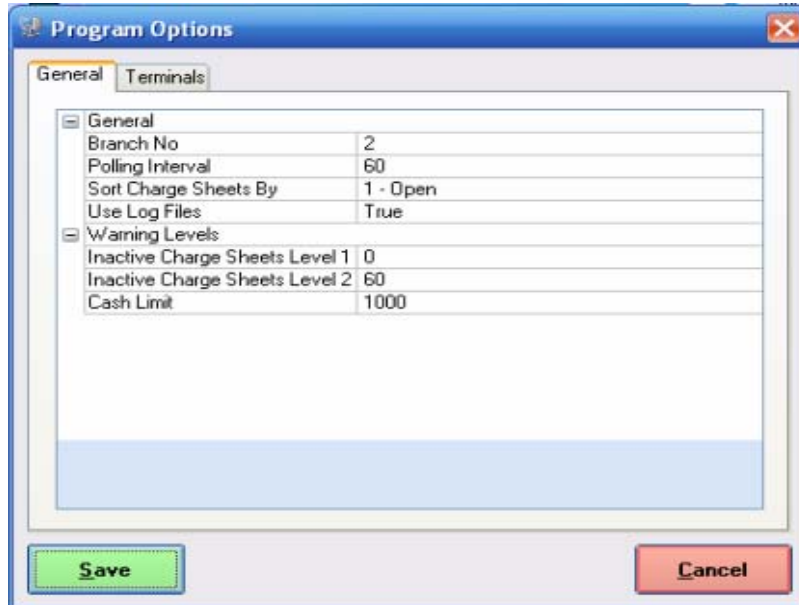 Program Options
General Terminals
General
Branch No 2
Polling Interval 60
Sort Charge Sheets By 1 - Open
Use Log Files True
Warning Levels
Inactive Charge Sheets Level 1 0
Inactive Charge Sheets Level 2 60
Cash Limit 1000
Save Cancel